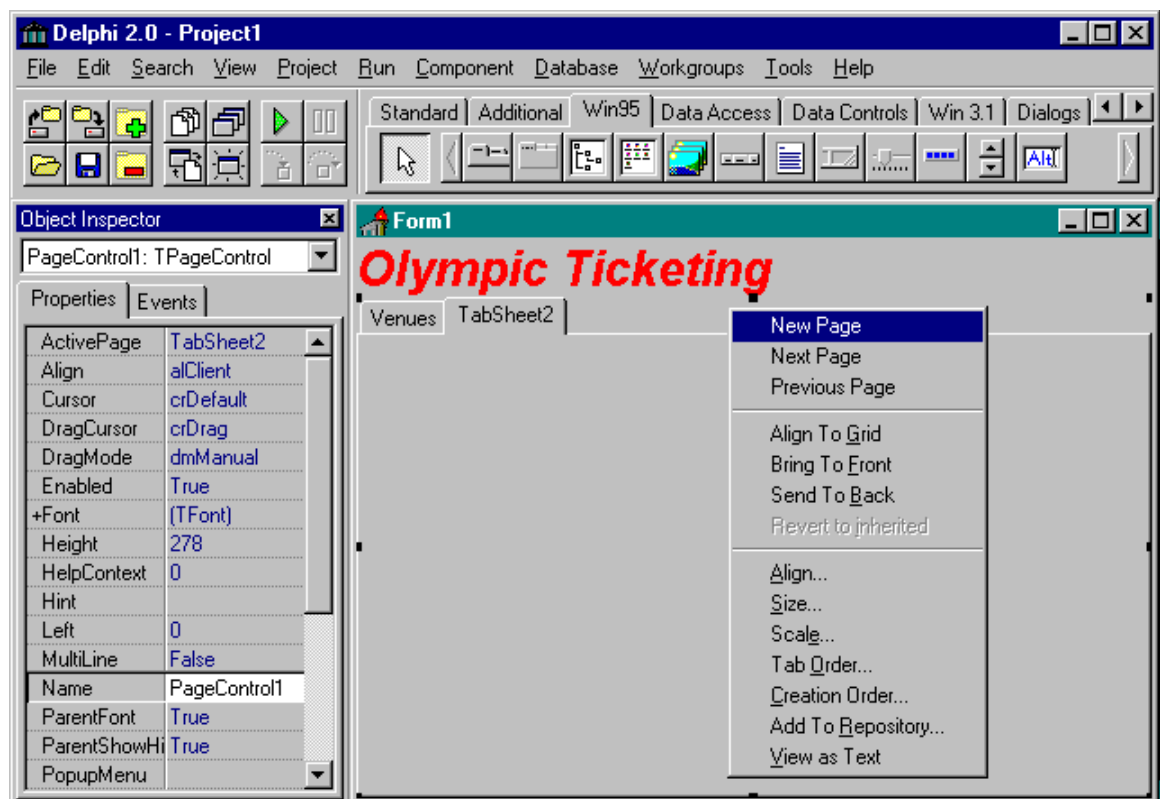 Delphi 2.0 - Project1
File Edit Search View Project Run Component Database Workgroups Tools Help
Standard Additional Win95 Data Access Data Controls Win 3.1 Dialogs
AltI
Object Inspector
PageControl1: TPageControl
Properties Events
ActivePage TabSheet2
Align alClient
Cursor crDefault
DragCursor crDrag
DragMode dmManual
Enabled True
+Font (TFont)
Height 278
HelpContext 0
Hint
Left 0
MultiLine False
Name PageControl1
ParentFont True
ParentShowHi True
PopupMenu
Form1
Olympic Ticketing
Venues TabSheet2
New Page
Next Page
Previous Page
Align To Grid
Bring To Front
Send To Back
Revert to inherited
Align...
Size...
Scale...
Tab Order...
Creation Order...
Add To Repository...
View as Text